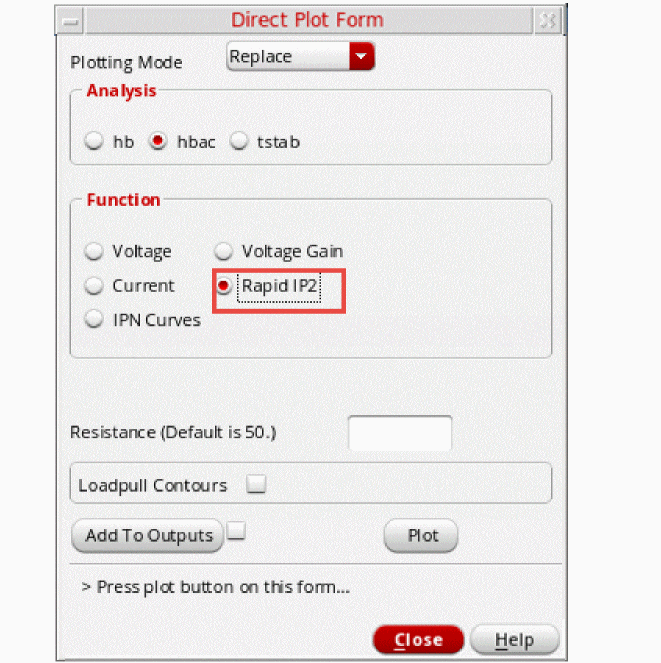 Direct Plot Form
Plotting Mode Replace
Analysis
hb hbac tstab
Function
Voltage Voltage Gain
Current Rapid IP2
IPN Curves
Resistance (Default is 50.)
Loadpull Contours
Add To Outputs Plot
> Press plot button on this form...
Close Help